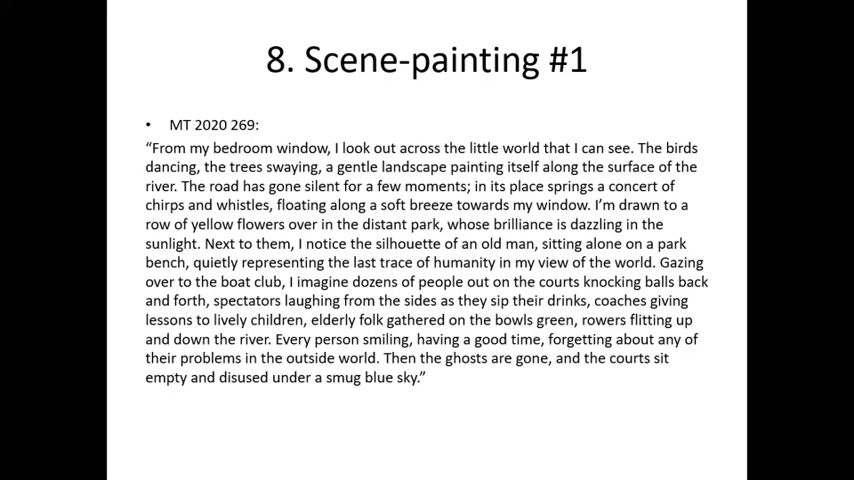 8. Scene-painting #1
• MT 2020 269:
“From my bedroom window, I look out across the little world that I can see. The birds
dancing, the trees swaying, a gentle landscape painting itself along the surface of the
river. The road has gone silent for a few moments; in its place springs a concert of
chirps and whistles, floating along a soft breeze towards my window. I’m drawn to a
row of yellow flowers over in the distant park, whose brilliance is dazzling in the
sunlight. Next to them, I notice the silhouette of an old man, sitting alone on a park
bench, quietly representing the last trace of humanity in my view of the world. Gazing
over to the boat club, I imagine dozens of people out on the courts knocking balls back
and forth, spectators laughing from the sides as they sip their drinks, coaches giving
lessons to lively children, elderly folk gathered on the bowls green, rowers flitting up
and down the river. Every person smiling, having a good time, forgetting about any of
their problems in the outside world. Then the ghosts are gone, and the courts sit
empty and disused under a smug blue sky.”